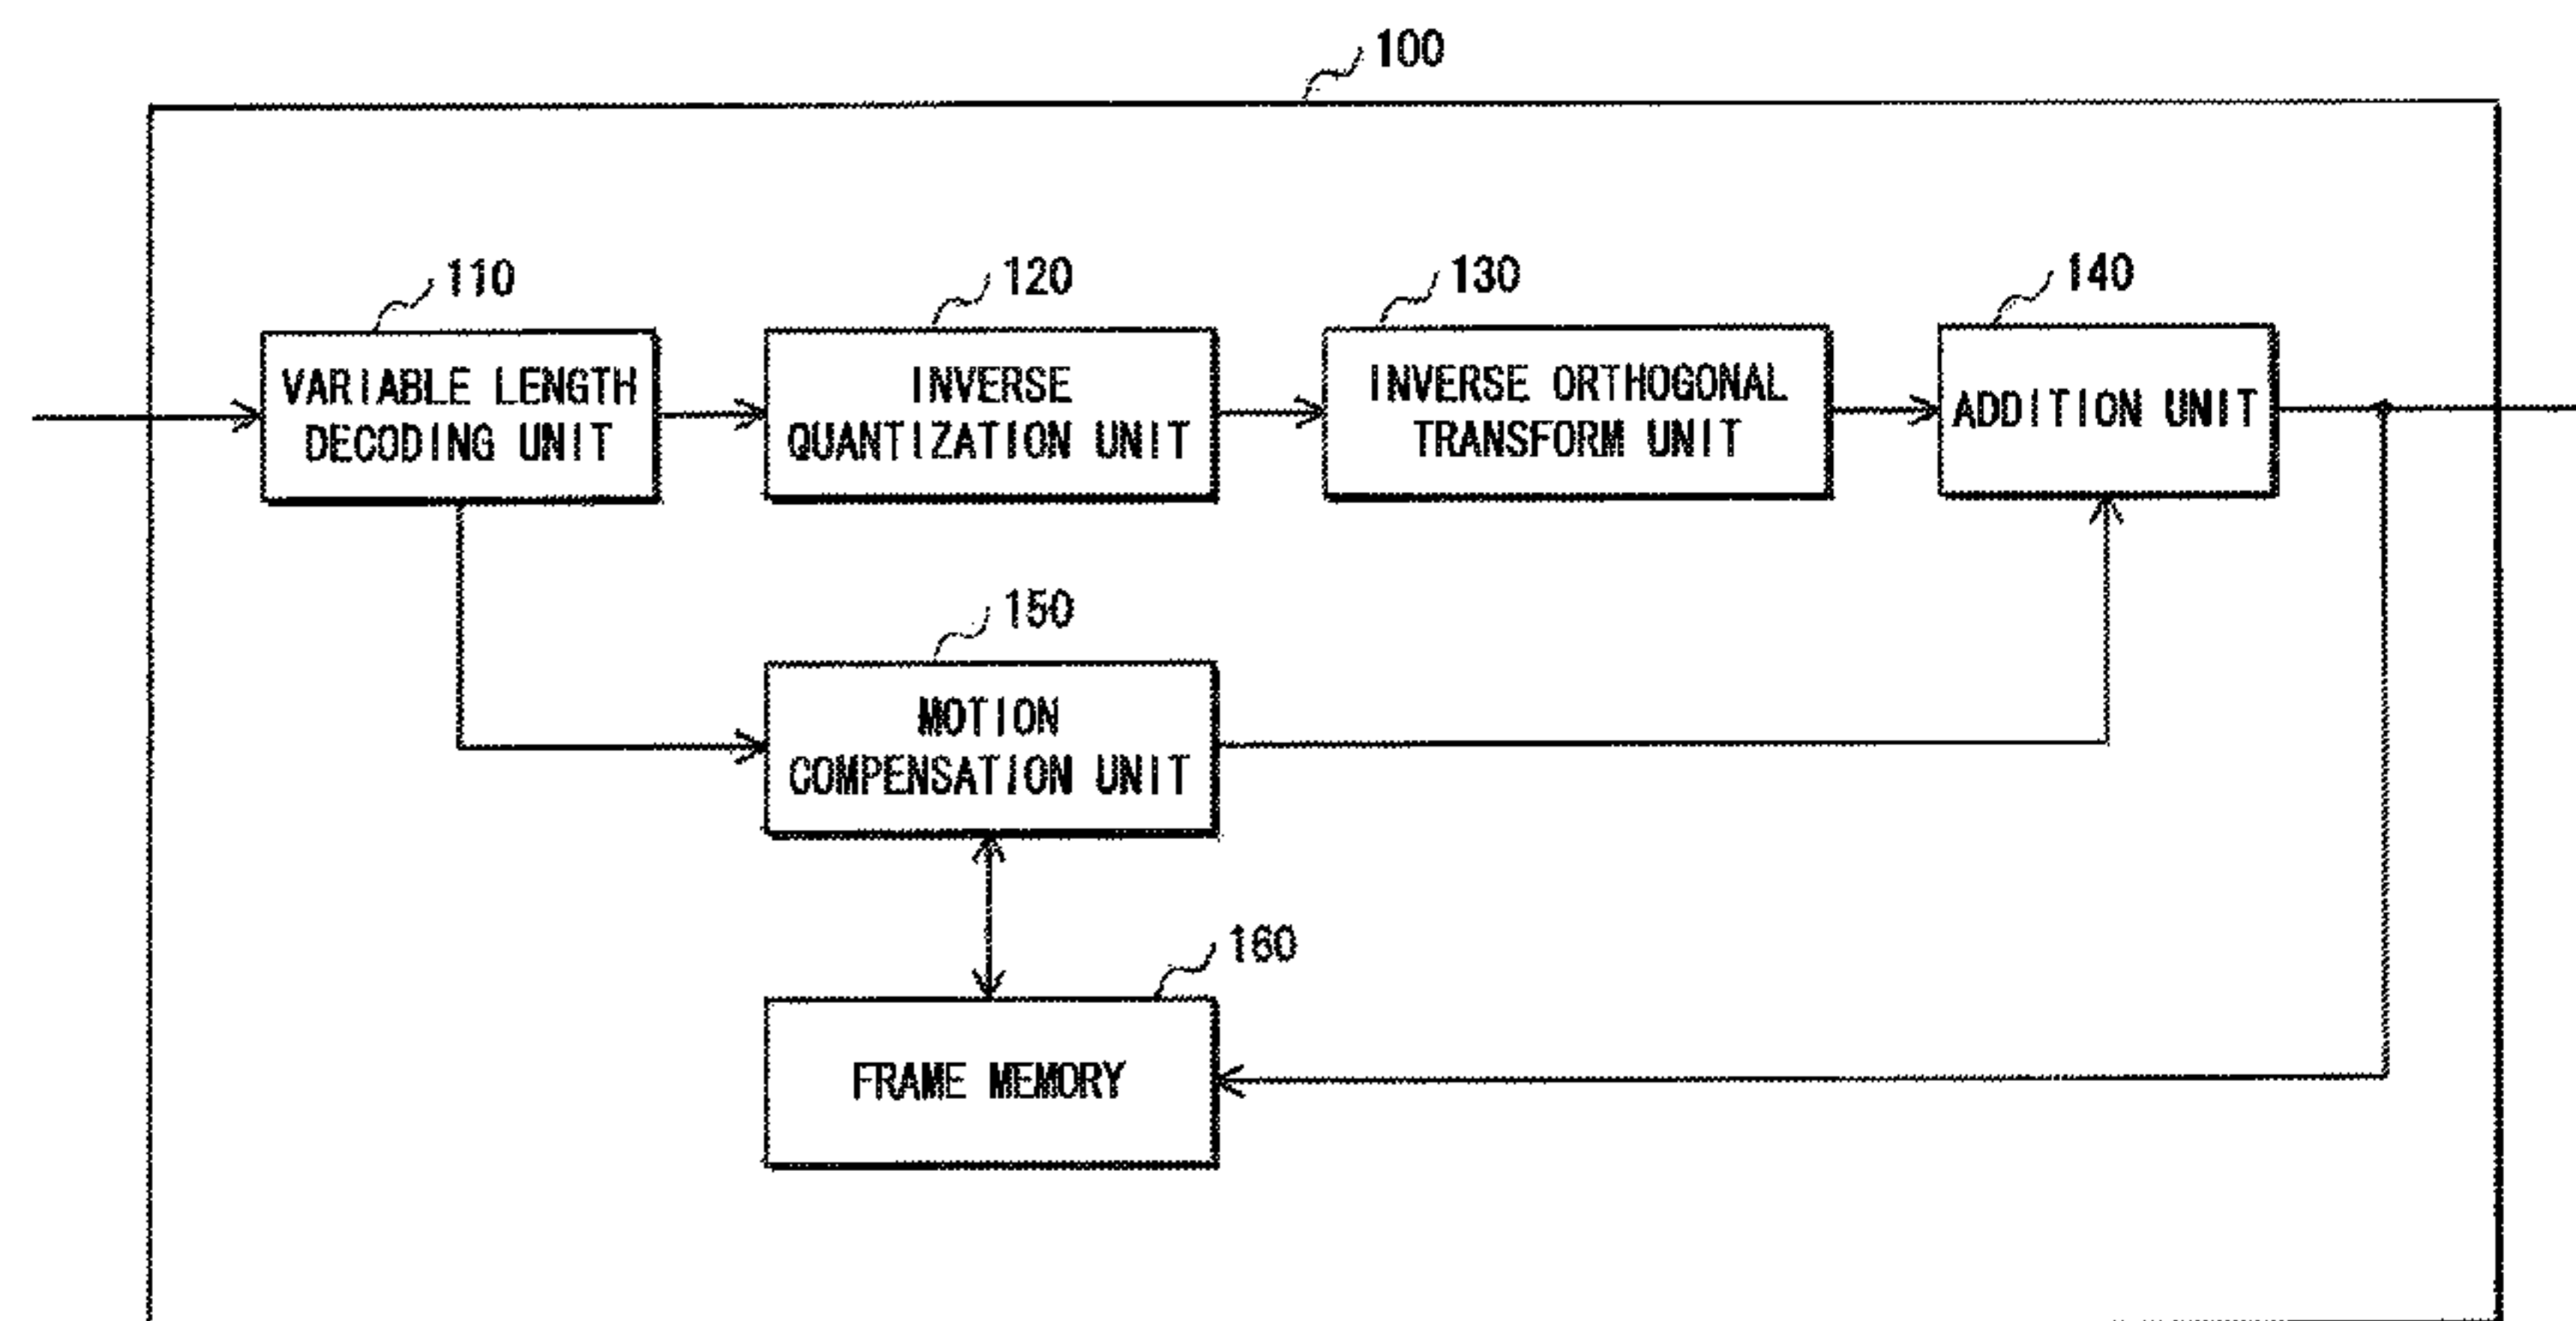 100
110
120
130
140
VARIABLE LENGTH
DECODING UNIT
INVERSE
QUANTIZATION UNIT
INVERSE ORTHOGONAL
TRANSFORM UNIT
ADDITION UNIT
150
MOTION
COMPENSATION UNIT
160
FRAME MEMORY